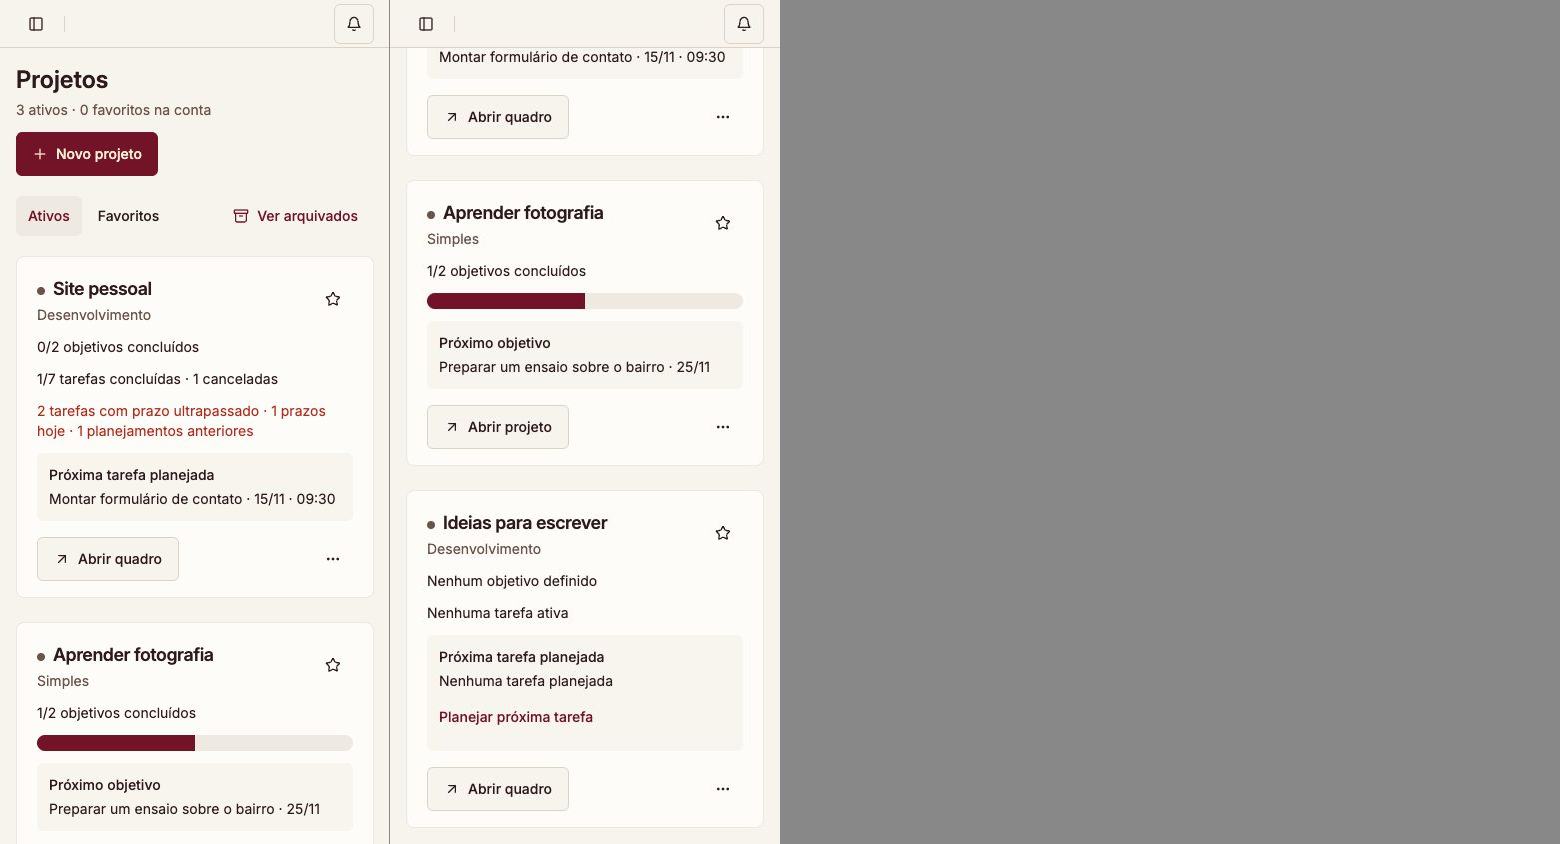 Projetos
3 ativos · 0 favoritos na conta
Novo projeto
Ativos
Favoritos
Ver arquivados
Site pessoal
Desenvolvimento
0/2 objetivos concluídos
1/7 tarefas concluídas · 1 canceladas
2 tarefas com prazo ultrapassado · 1 prazos
hoje · 1 planejamentos anteriores
Próxima tarefa planejada
Montar formulário de contato · 15/11 · 09:30
Abrir quadro
Aprender fotografia
Simples
1/2 objetivos concluídos
Próximo objetivo
Preparar um ensaio sobre o bairro · 25/11
Montar formulário de contato · 15/11 · 09:30
Abrir quadro
Aprender fotografia
Simples
1/2 objetivos concluídos
Próximo objetivo
Preparar um ensaio sobre o bairro · 25/11
Abrir projeto
Ideias para escrever
Desenvolvimento
Nenhum objetivo definido
Nenhuma tarefa ativa
Próxima tarefa planejada
Nenhuma tarefa planejada
Planejar próxima tarefa
Abrir quadro